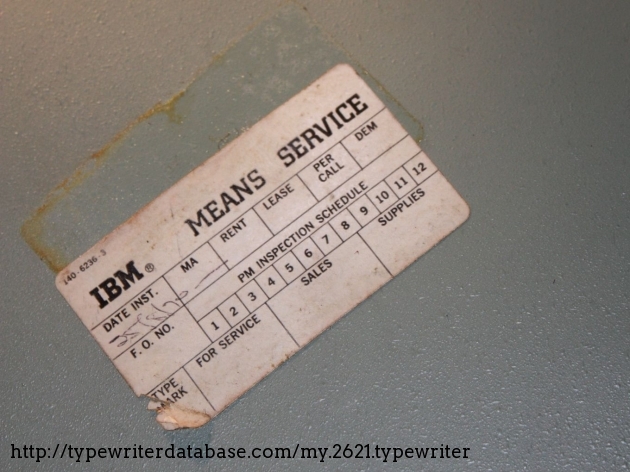 140-6236-3
IBM® MEANS SERVICE
DATE INST. MA RENT LEASE PER CALL DEM
F. O. NO. PM INSPECTION SCHEDULE
1 2 3 4 5 6 7 8 9 10 11 12
FOR SERVICE SALES SUPPLIES
TYPE
http://typewriterdatabase.com/my.2621.typewriter